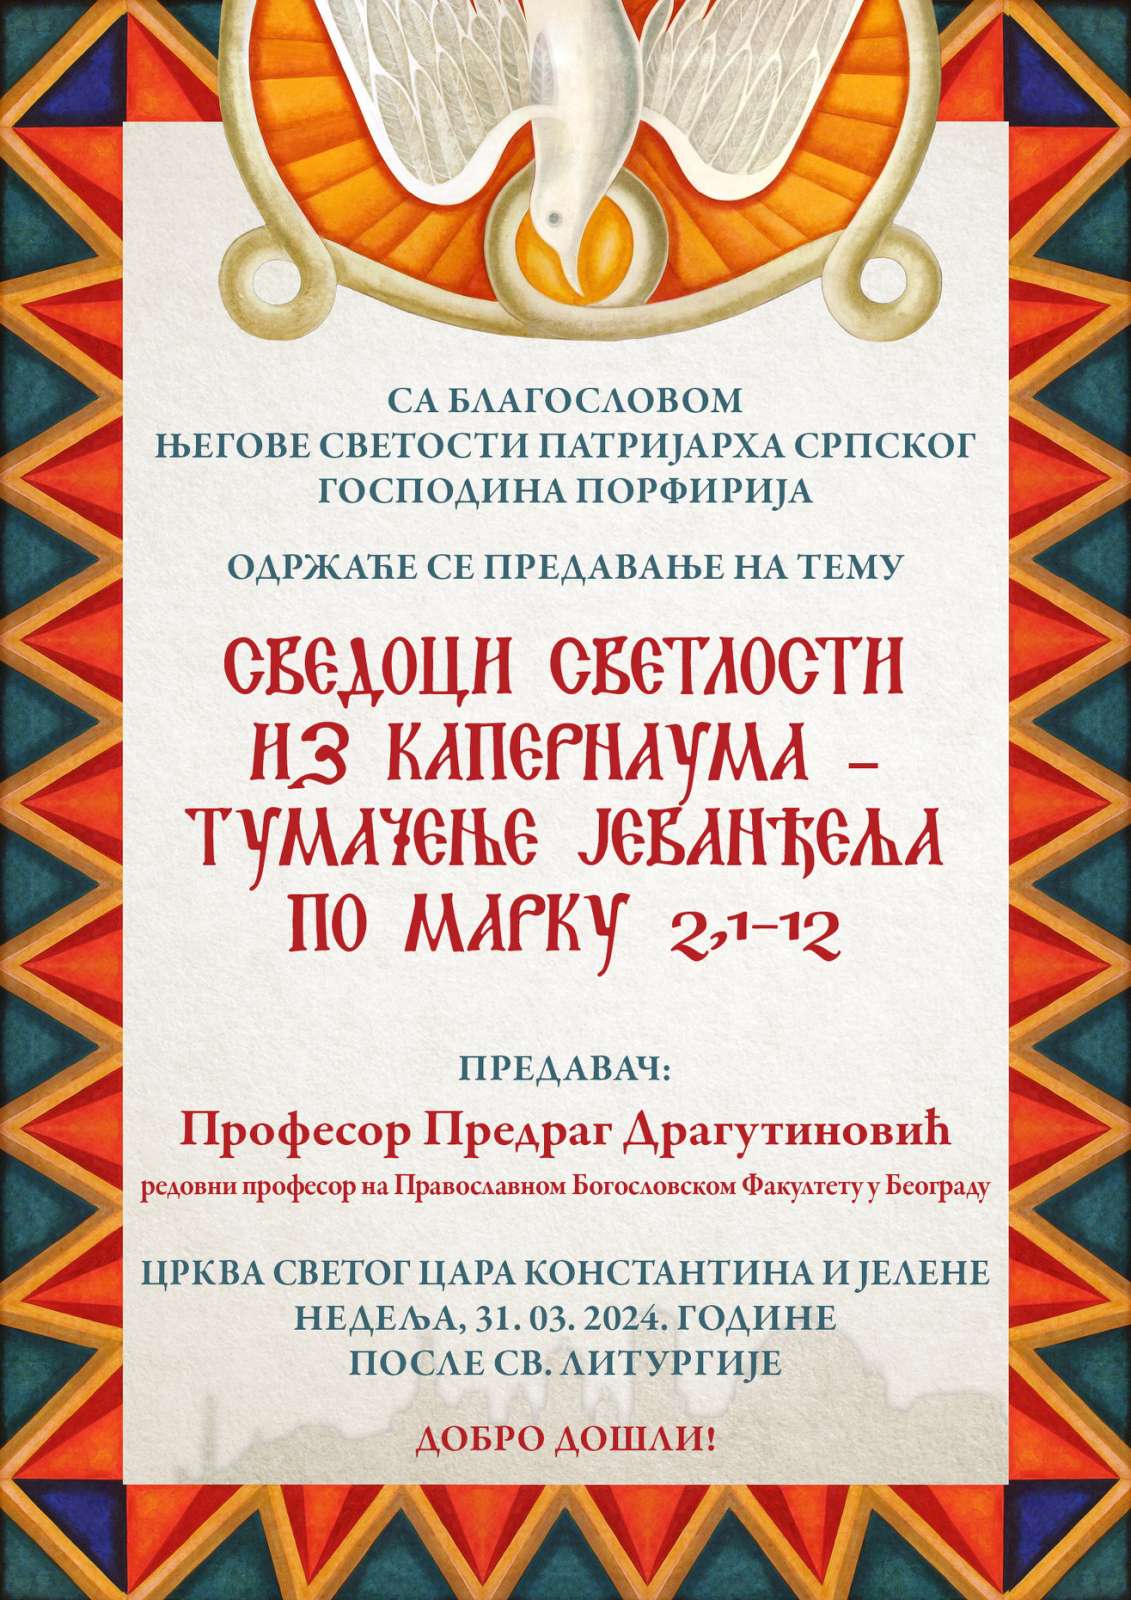 СА БЛАГОСЛОВОМ
ЊЕГОВЕ СВЕТОСТИ ПАТРИЈАРХА СРПСКОГ
ГОСПОДИНА ПОРФИРИЈА
ОДРЖАЋЕ СЕ ПРЕДАВАЊЕ НА ТЕМУ
СВЕДОЦИ СВЕТЛОСТИ
ИЗ КАПЕРНАУМА –
ТУМАЧЕЊЕ ЈЕВАНЂЕЉА
ПО МАРКУ 2,1–12
ПРЕДАВАЧ:
Професор Предраг Драгутиновић
редовни професор на Православном Богословском Факултету у Београду
ЦРКВА СВЕТОГ ЦАРА КОНСТАНТИНА И ЈЕЛЕНЕ
НЕДЕЉА, 31. 03. 2024. ГОДИНЕ
ПОСЛЕ СВ. ЛИТУРГИЈЕ
ДОБРО ДОШЛИ!